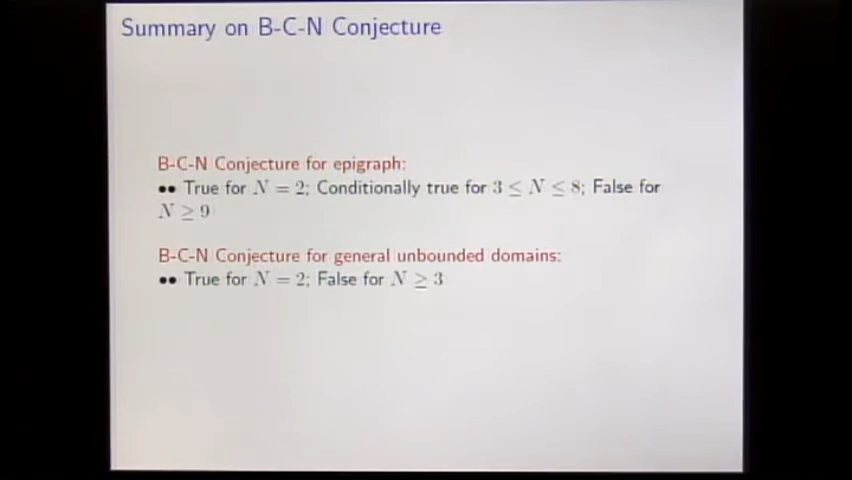 Summary on B-C-N Conjecture
B-C-N Conjecture for epigraph:
•• True for N = 2; Conditionally true for 3 ≤ N ≤ 8; False for
N ≥ 9
B-C-N Conjecture for general unbounded domains:
•• True for N = 2; False for N ≥ 3